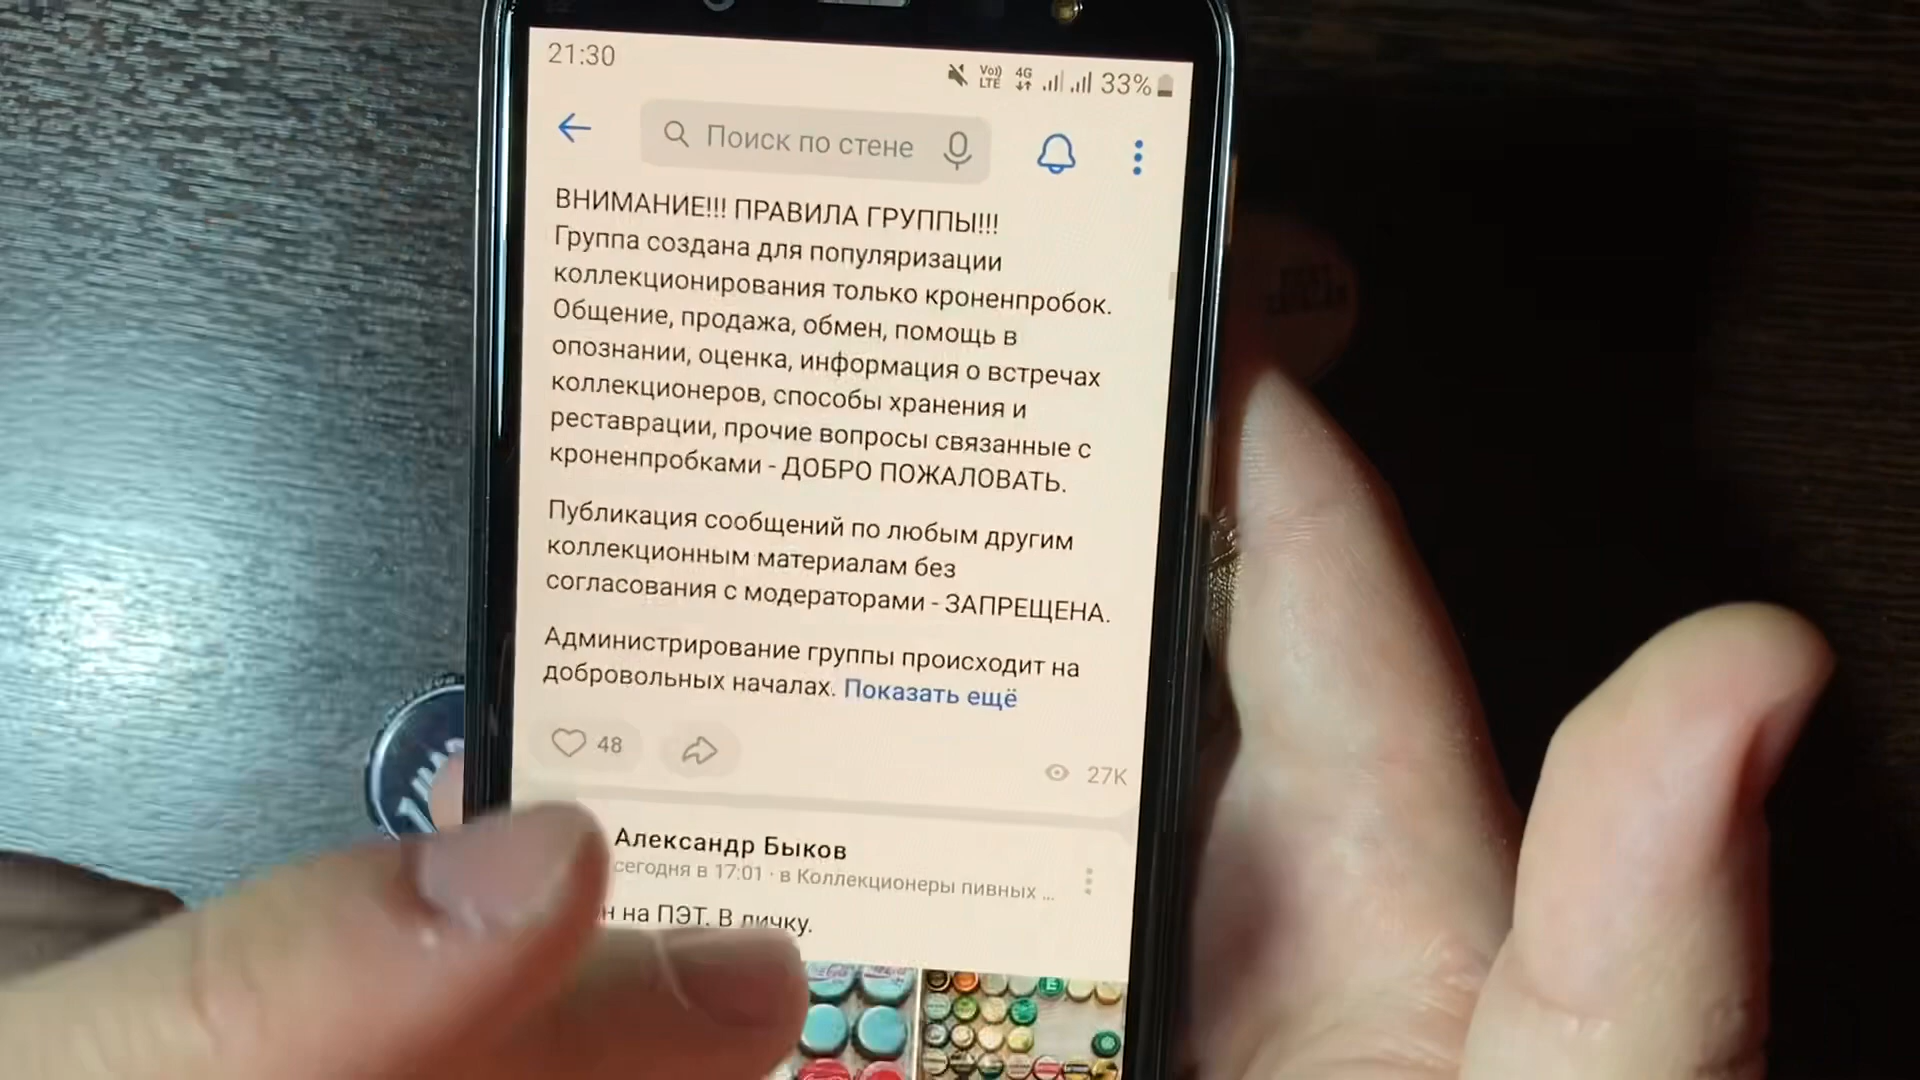 21:30
Vo)) LTE 4G 33%
Поиск по стене
ВНИМАНИЕ!!! ПРАВИЛА ГРУППЫ!!!
Группа создана для популяризации
коллекционирования только кроненпробок.
Общение, продажа, обмен, помощь в
опознании, оценка, информация о встречах
коллекционеров, способы хранения и
реставрации, прочие вопросы связанные с
кроненпробками - ДОБРО ПОЖАЛОВАТЬ.
Публикация сообщений по любым другим
коллекционным материалам без
согласования с модераторами - ЗАПРЕЩЕНА.
Администрирование группы происходит на
добровольных началах. Показать ещё
48
27K
Александр Быков
сегодня в 17:01 · в Коллекционеры пивных ...
на ПЭТ. В личку.